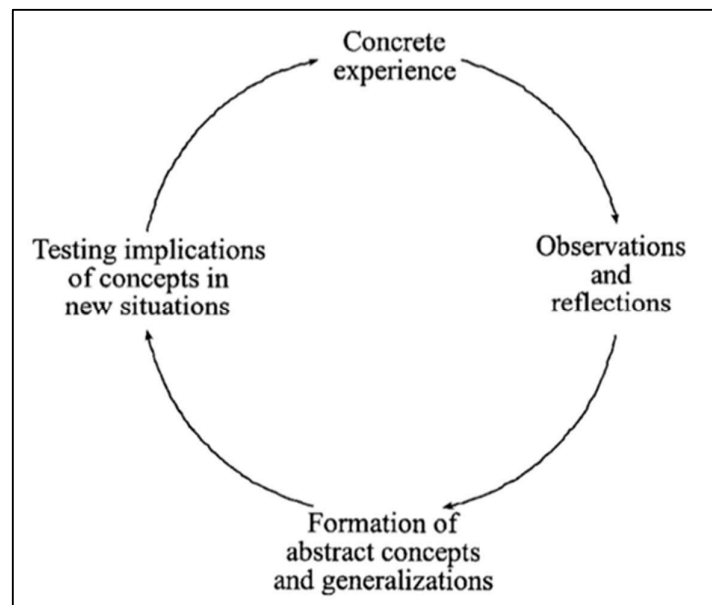 Concrete
experience
Observations
and
reflections
Formation of
abstract concepts
and generalizations
Testing implications
of concepts in
new situations